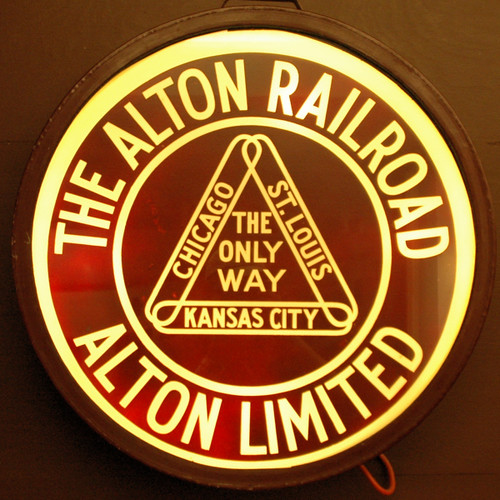 THE ALTON RAILROAD
CHICAGO
ST. LOUIS
THE
ONLY
WAY
KANSAS CITY
ALTON LIMITED